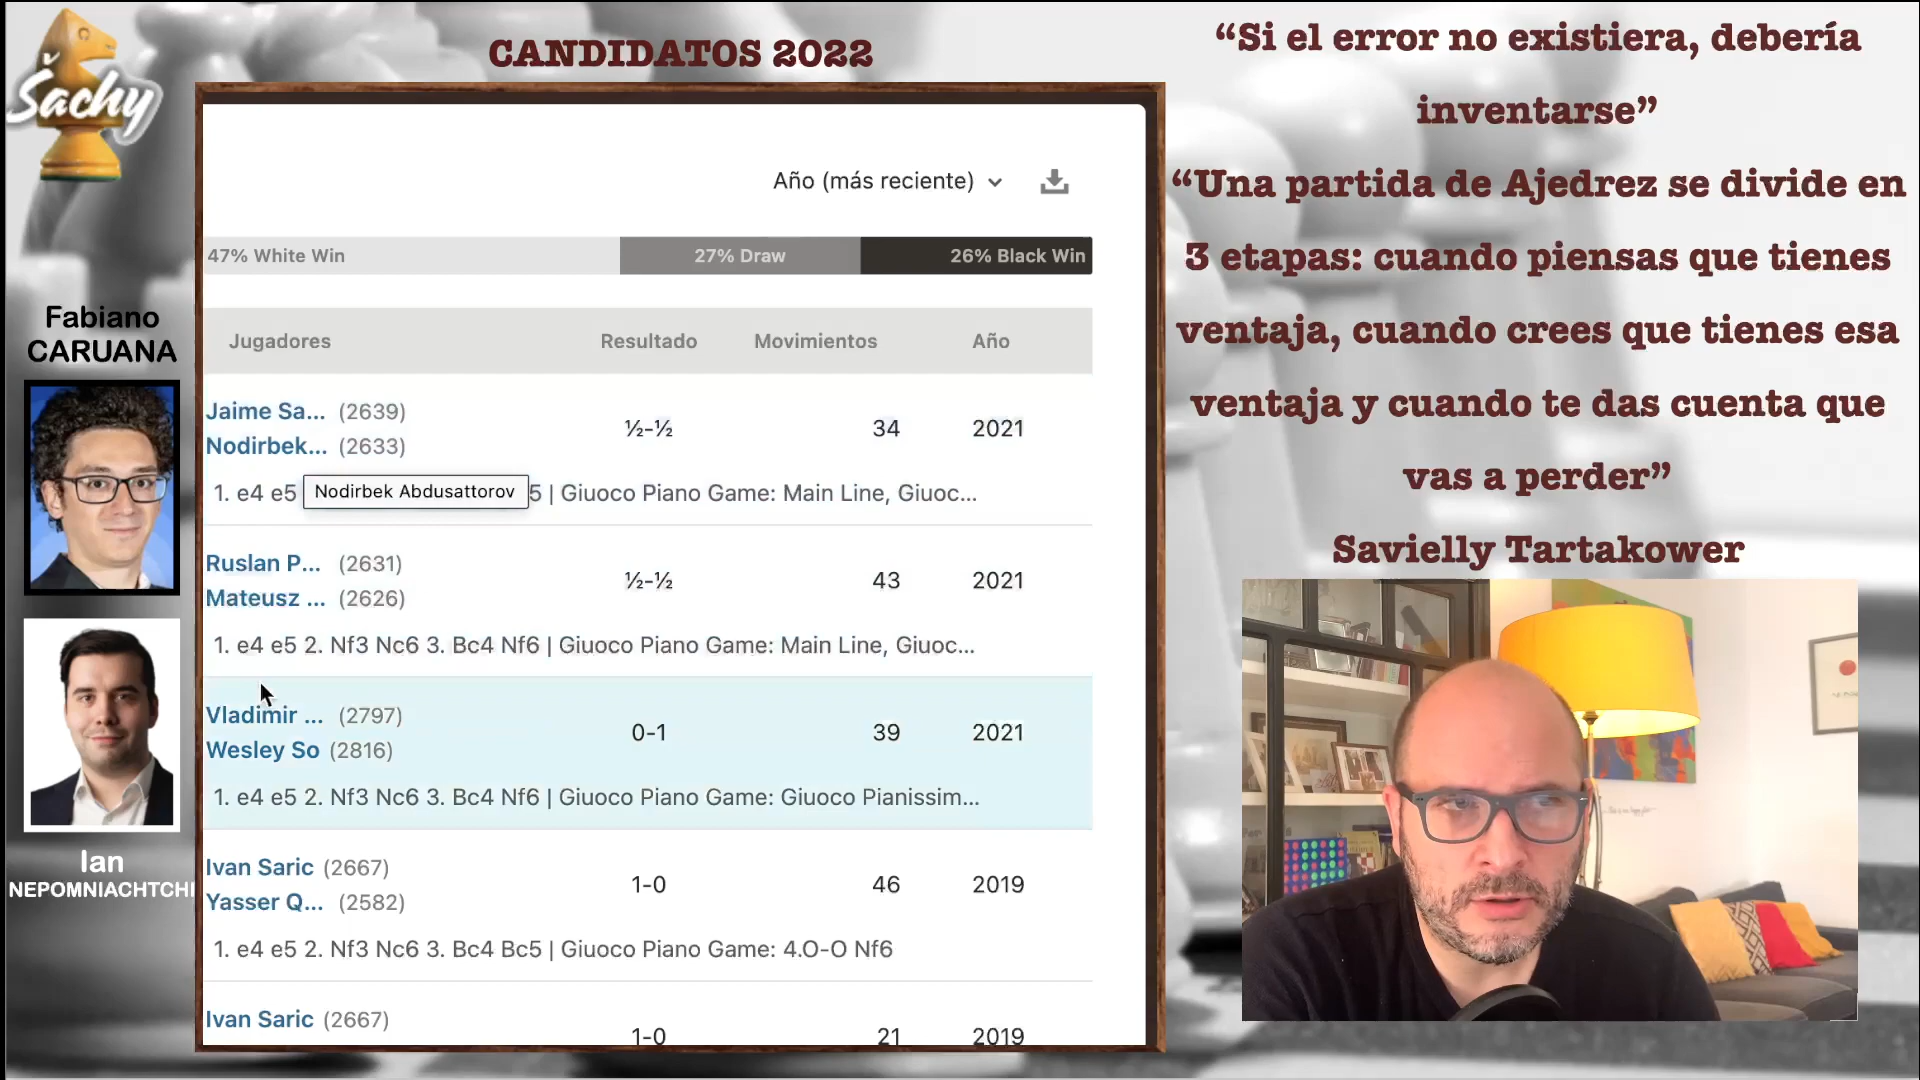 Šachy
CANDIDATOS 2022
Fabiano
CARUANA
Ian
NEPOMNIACHTCHI
Año (más reciente)
47% White Win
27% Draw
26% Black Win
Jugadores Resultado Movimientos Año
Jaime Sa... (2639)
Nodirbek... (2633)
½-½ 34 2021
1. e4 e5
Nodirbek Abdusattorov
5 | Giuoco Piano Game: Main Line, Giuoc...
Ruslan P... (2631)
Mateusz ... (2626)
½-½ 43 2021
1. e4 e5 2. Nf3 Nc6 3. Bc4 Nf6 | Giuoco Piano Game: Main Line, Giuoc...
Vladimir ... (2797)
Wesley So (2816)
0-1 39 2021
1. e4 e5 2. Nf3 Nc6 3. Bc4 Nf6 | Giuoco Piano Game: Giuoco Pianissim...
Ivan Saric (2667)
Yasser Q... (2582)
1-0 46 2019
1. e4 e5 2. Nf3 Nc6 3. Bc4 Bc5 | Giuoco Piano Game: 4.O-O Nf6
Ivan Saric (2667)
1-0 21 2019
“Si el error no existiera, debería
inventarse”
“Una partida de Ajedrez se divide en
3 etapas: cuando piensas que tienes
ventaja, cuando crees que tienes esa
ventaja y cuando te das cuenta que
vas a perder”
Savielly Tartakower